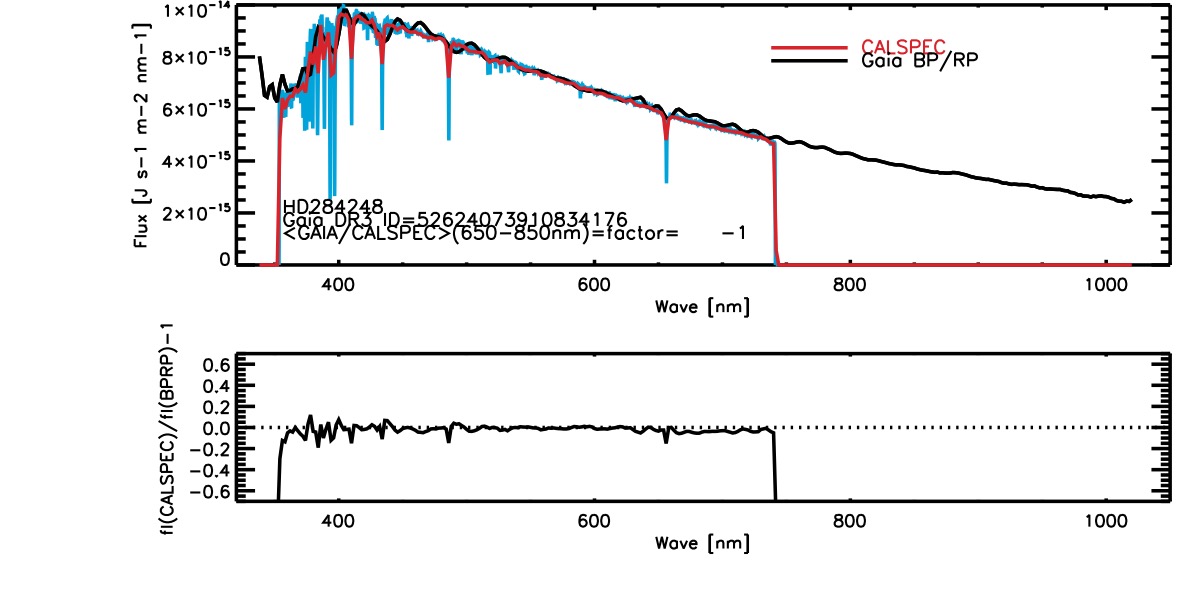 1×10−14
8×10−15
6×10−15
4×10−15
2×10−15
0
Flux [J s−1 m−2 nm−1]
CALSPEC
Gaia BP/RP
HD284248
Gaia DR3 ID=52624073910834176
<GAIA/CALSPEC>(650−850nm)=factor= −1
400 600 800 1000
Wave [nm]
fl(CALSPEC)/fl(BPRP)−1
0.6
0.4
0.2
0.0
−0.2
−0.4
−0.6
400 600 800 1000
Wave [nm]